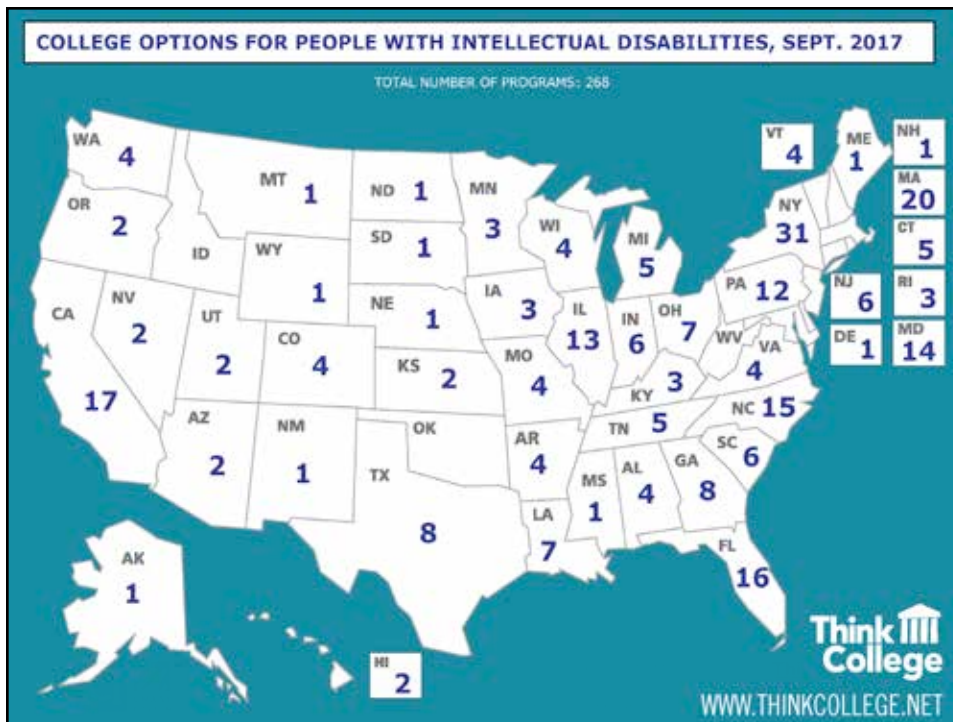 COLLEGE OPTIONS FOR PEOPLE WITH INTELLECTUAL DISABILITIES, SEPT. 2017
TOTAL NUMBER OF PROGRAMS: 268
WA 4
OR 2
CA 17
NV 2
ID
MT 1
WY 1
UT 2
CO 4
AZ 2
NM 1
ND 1
SD 1
NE 1
KS 2
OK
TX 8
MN 3
IA 3
MO 4
AR 4
LA 7
WI 4
IL 13
MI 5
IN 6
OH 7
KY 3
TN 5
MS 1
AL 4
GA 8
FL 16
SC 6
NC 15
VA 4
WV
PA 12
NY 31
VT 4
ME 1
NH 1
MA 20
CT 5
RI 3
NJ 6
DE 1
MD 14
AK 1
HI 2
Think
College
WWW.THINKCOLLEGE.NET